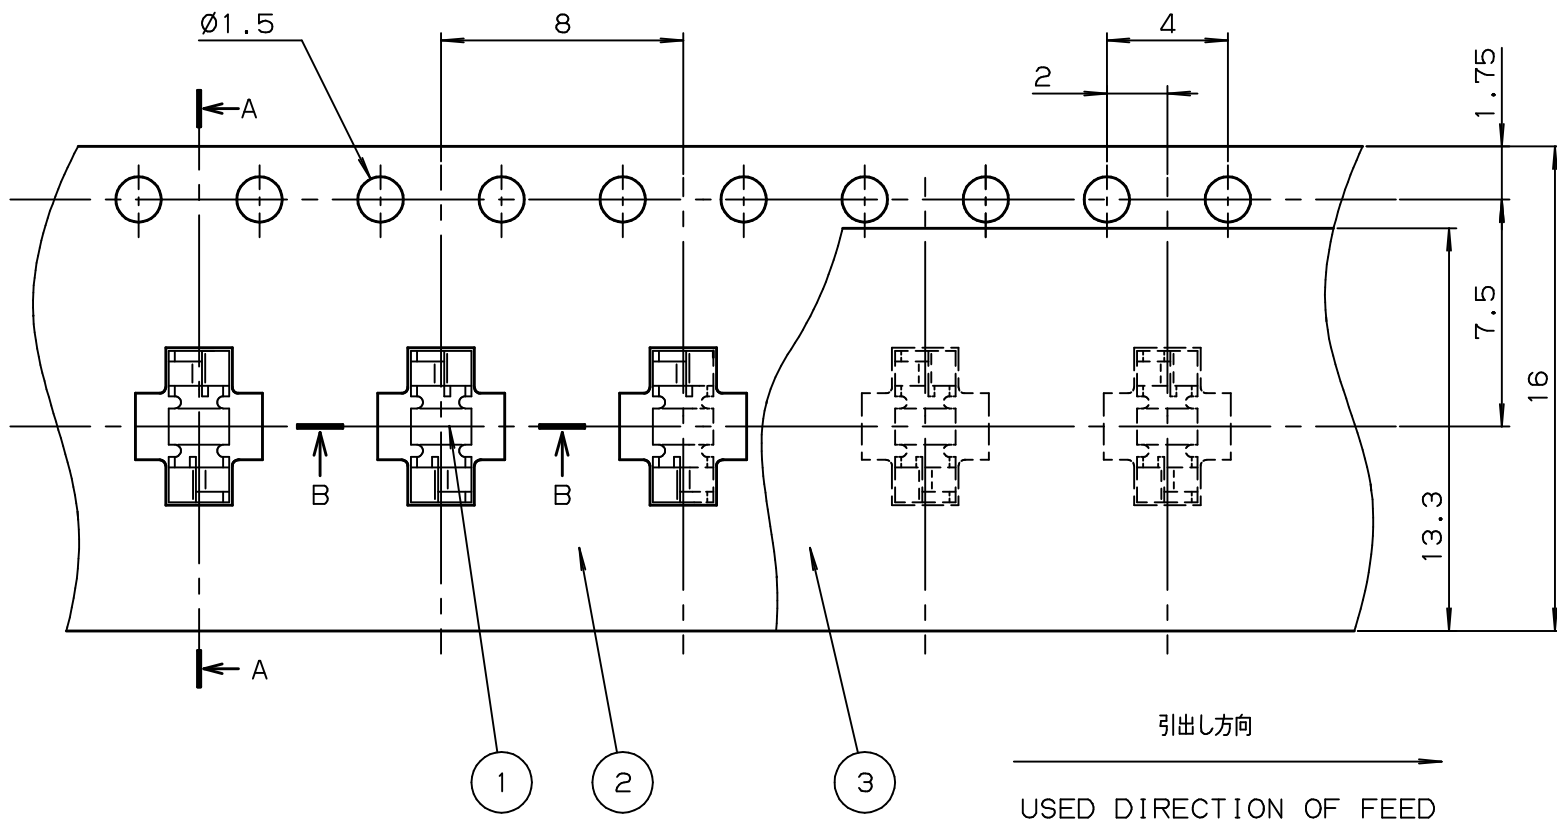 Ø1.5
8
4
2
1.75
A
7.5
16
13.3
B
B
A
1
2
3
引出し方向
USED DIRECTION OF FEED